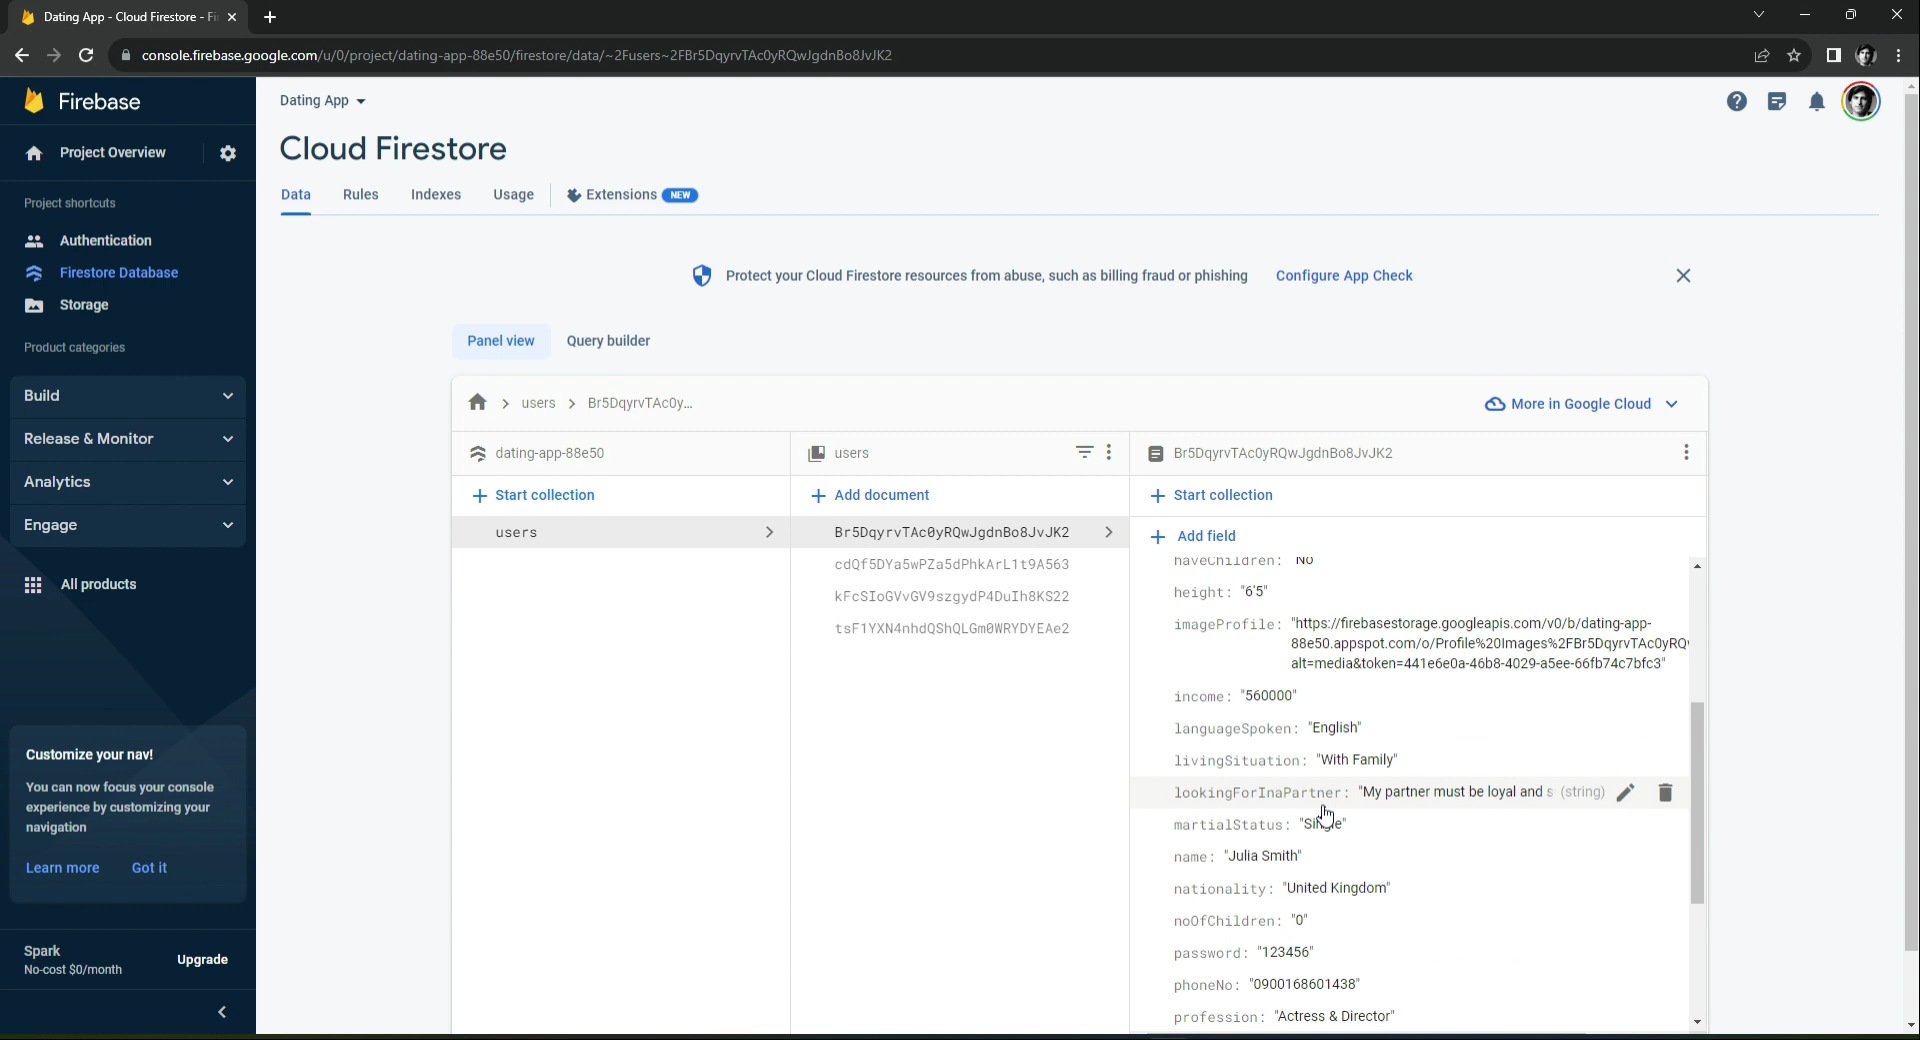 Dating App - Cloud Firestore - Fi
console.firebase.google.com/u/0/project/dating-app-88e50/firestore/data/~2Fusers~2FBr5DqyrvTAc0yRQwJgdnBo8JvJK2
Firebase
Dating App
Cloud Firestore
Project Overview
Data
Rules
Indexes
Usage
Extensions NEW
Project shortcuts
Authentication
Firestore Database
Storage
Protect your Cloud Firestore resources from abuse, such as billing fraud or phishing
Configure App Check
Product categories
Build
Release & Monitor
Analytics
Engage
All products
Customize your nav!
You can now focus your console
experience by customizing your
navigation
Learn more
Got it
Spark
No-cost $0/month
Upgrade
Panel view
Query builder
users
Br5DqyrvTAc0y...
More in Google Cloud
dating-app-88e50
Start collection
users
users
Add document
Br5DqyrvTAc0yRQwJgdnBo8JvJK2
cdQf5DYa5wPZa5dPhkArL1t9A563
kFcSIoGVvGV9szgydP4DuIh8KS22
tsF1YXN4nhdQShQLGm0WRYDYEAe2
Br5DqyrvTAc0yRQwJgdnBo8JvJK2
Start collection
Add field
haveChildren: "No"
height: "6'5"
imageProfile: "https://firebasestorage.googleapis.com/v0/b/dating-app-
88e50.appspot.com/o/Profile%20Images%2FBr5DqyrvTAc0yRQ
alt=media&token=441e6e0a-46b8-4029-a5ee-66fb74c7bfc3"
income: "560000"
languageSpoken: "English"
livingSituation: "With Family"
lookingForInaPartner: "My partner must be loyal and s (string)
martialStatus: "Single"
name: "Julia Smith"
nationality: "United Kingdom"
noOfChildren: "0"
password: "123456"
phoneNo: "0900168601438"
profession: "Actress & Director"